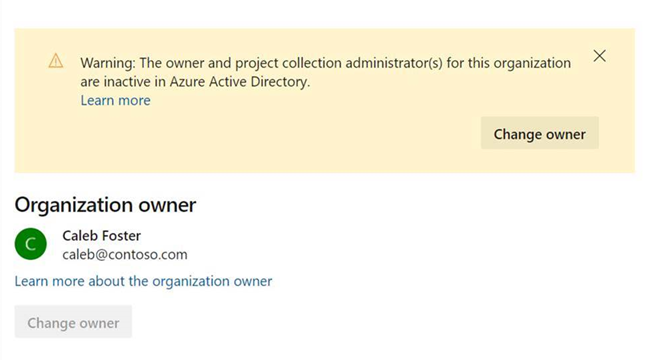 Warning: The owner and project collection administrator(s) for this organization
are inactive in Azure Active Directory.
Learn more
Change owner
Organization owner
C
Caleb Foster
caleb@contoso.com
Learn more about the organization owner
Change owner